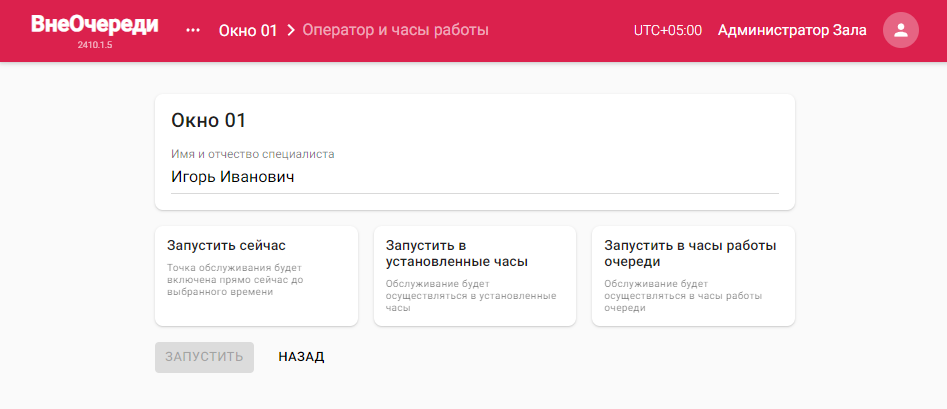 ВнеОчереди
2410.1.5
••• Окно 01 > Оператор и часы работы
UTC+05:00 Администратор Зала
Окно 01
Имя и отчество специалиста
Игорь Иванович
Запустить сейчас
Точка обслуживания будет
включена прямо сейчас до
выбранного времени
Запустить в
установленные часы
Обслуживание будет
осуществляться в установленные
часы
Запустить в часы работы
очереди
Обслуживание будет
осуществляться в часы работы
очереди
ЗАПУСТИТЬ
НАЗАД